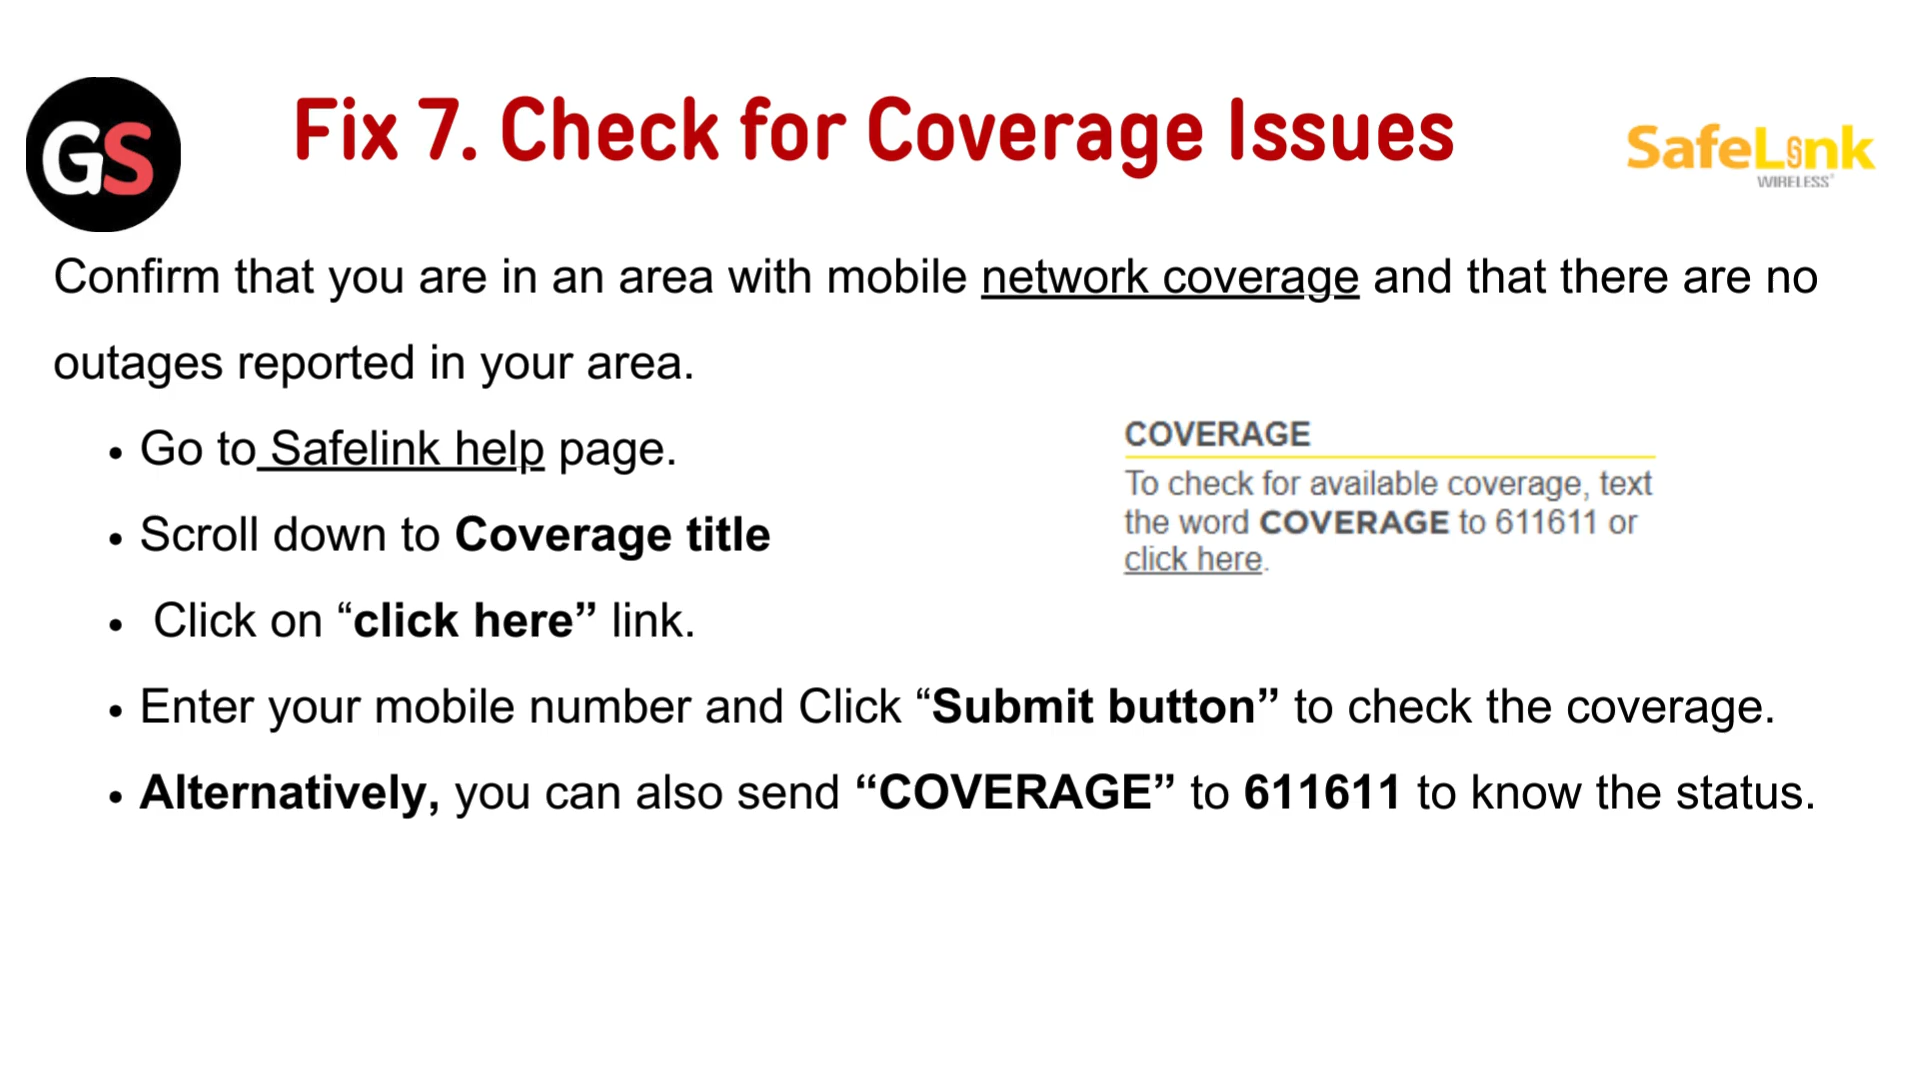 GS
Fix 7. Check for Coverage Issues
SafeLink
WIRELESS®
Confirm that you are in an area with mobile network coverage and that there are no
outages reported in your area.
• Go to Safelink help page.
• Scroll down to Coverage title
• Click on “click here” link.
• Enter your mobile number and Click “Submit button” to check the coverage.
• Alternatively, you can also send “COVERAGE” to 611611 to know the status.
COVERAGE
To check for available coverage, text
the word COVERAGE to 611611 or
click here.